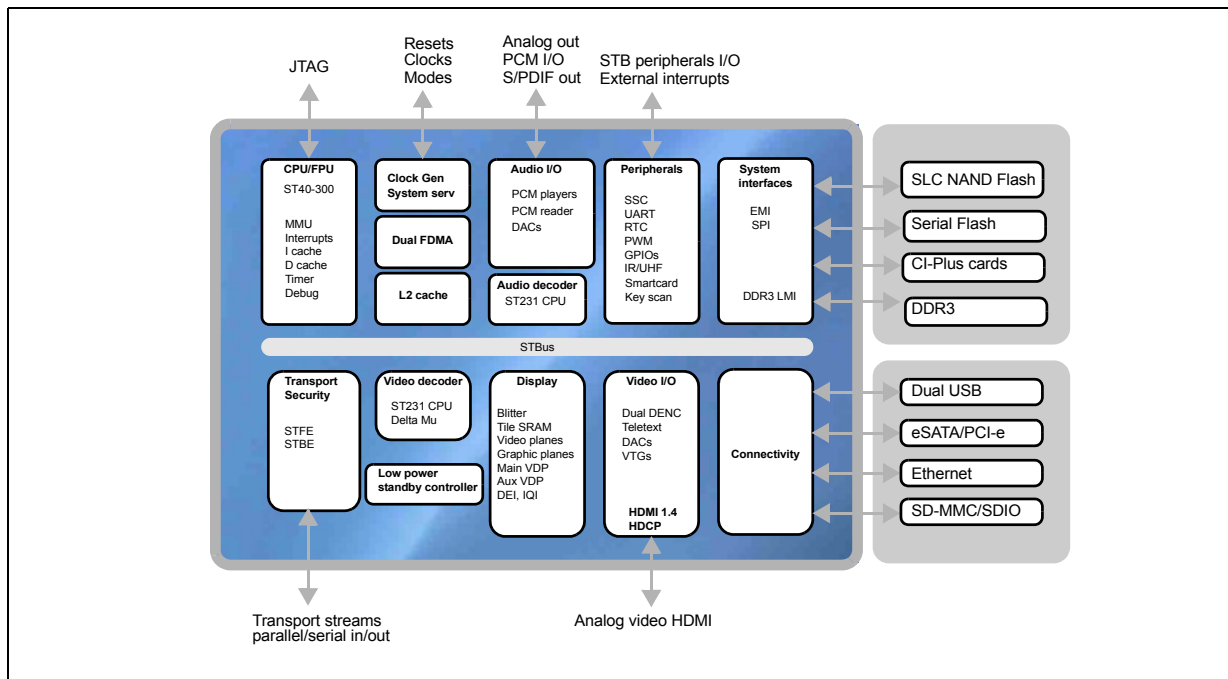 JTAG
Resets
Clocks
Modes
Analog out
PCM I/O
S/PDIF out
STB peripherals I/O
External interrupts
CPU/FPU
ST40-300
MMU
Interrupts
I cache
D cache
Timer
Debug
Clock Gen
System serv
Dual FDMA
L2 cache
Audio I/O
PCM players
PCM reader
DACs
Audio decoder
ST231 CPU
Peripherals
SSC
UART
RTC
PWM
GPIOs
IR/UHF
Smartcard
Key scan
System
interfaces
EMI
SPI
DDR3 LMI
SLC NAND Flash
Serial Flash
CI-Plus cards
DDR3
STBus
Transport
Security
STFE
STBE
Video decoder
ST231 CPU
Delta Mu
Low power
standby controller
Display
Blitter
Tile SRAM
Video planes
Graphic planes
Main VDP
Aux VDP
DEI, IQI
Video I/O
Dual DENC
Teletext
DACs
VTGs
HDMI 1.4
HDCP
Connectivity
Dual USB
eSATA/PCI-e
Ethernet
SD-MMC/SDIO
Transport streams
parallel/serial in/out
Analog video HDMI